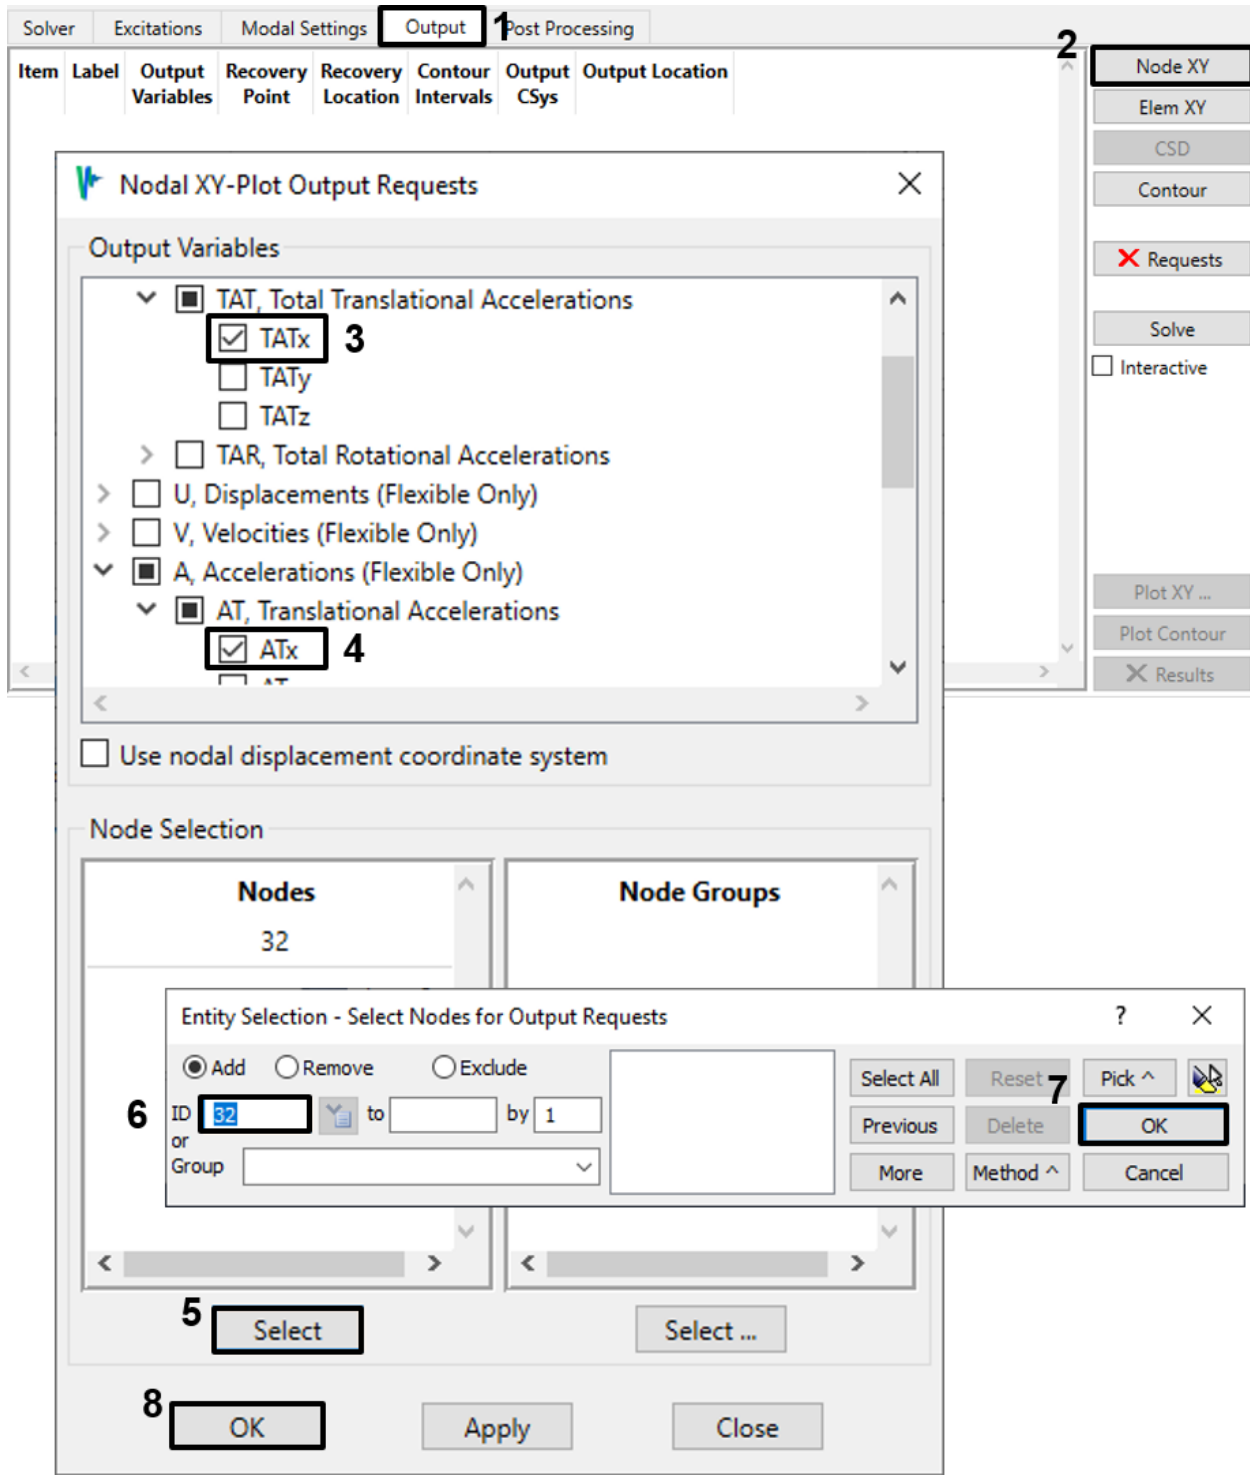 Solver Excitations Modal Settings Output 1 Post Processing
2 Node XY
Item Label Output Variables Recovery Point Recovery Location Contour Intervals Output CSys Output Location
Elem XY
CSD
Contour
Requests
Solve
Interactive
Plot XY ...
Plot Contour
Results
Nodal XY-Plot Output Requests
Output Variables
TAT, Total Translational Accelerations
TATx 3
TATy
TATz
TAR, Total Rotational Accelerations
U, Displacements (Flexible Only)
V, Velocities (Flexible Only)
A, Accelerations (Flexible Only)
AT, Translational Accelerations
ATx 4
Use nodal displacement coordinate system
Node Selection
Nodes Node Groups
32
Entity Selection - Select Nodes for Output Requests ?
Add Remove Exclude Select All Reset 7 Pick ^
6 ID 32 to by 1 Previous Delete OK
or
Group More Method ^ Cancel
5 Select Select ...
8 OK Apply Close